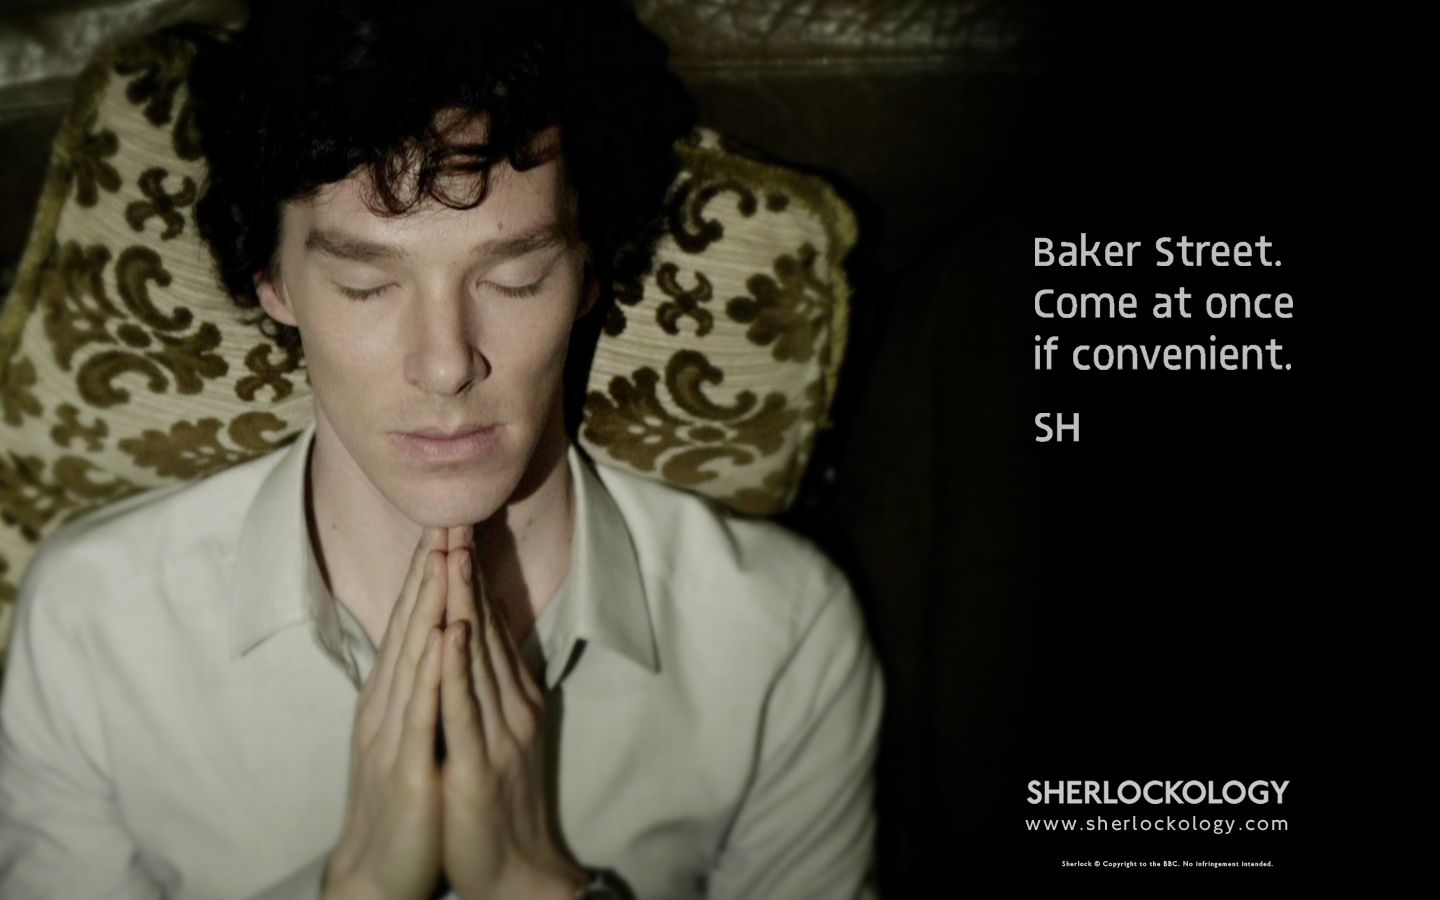 Baker Street.
Come at once
if convenient.
SH
SHERLOCKOLOGY
www.sherlockology.com
Sherlock © Copyright to the BBC. No infringement intended.